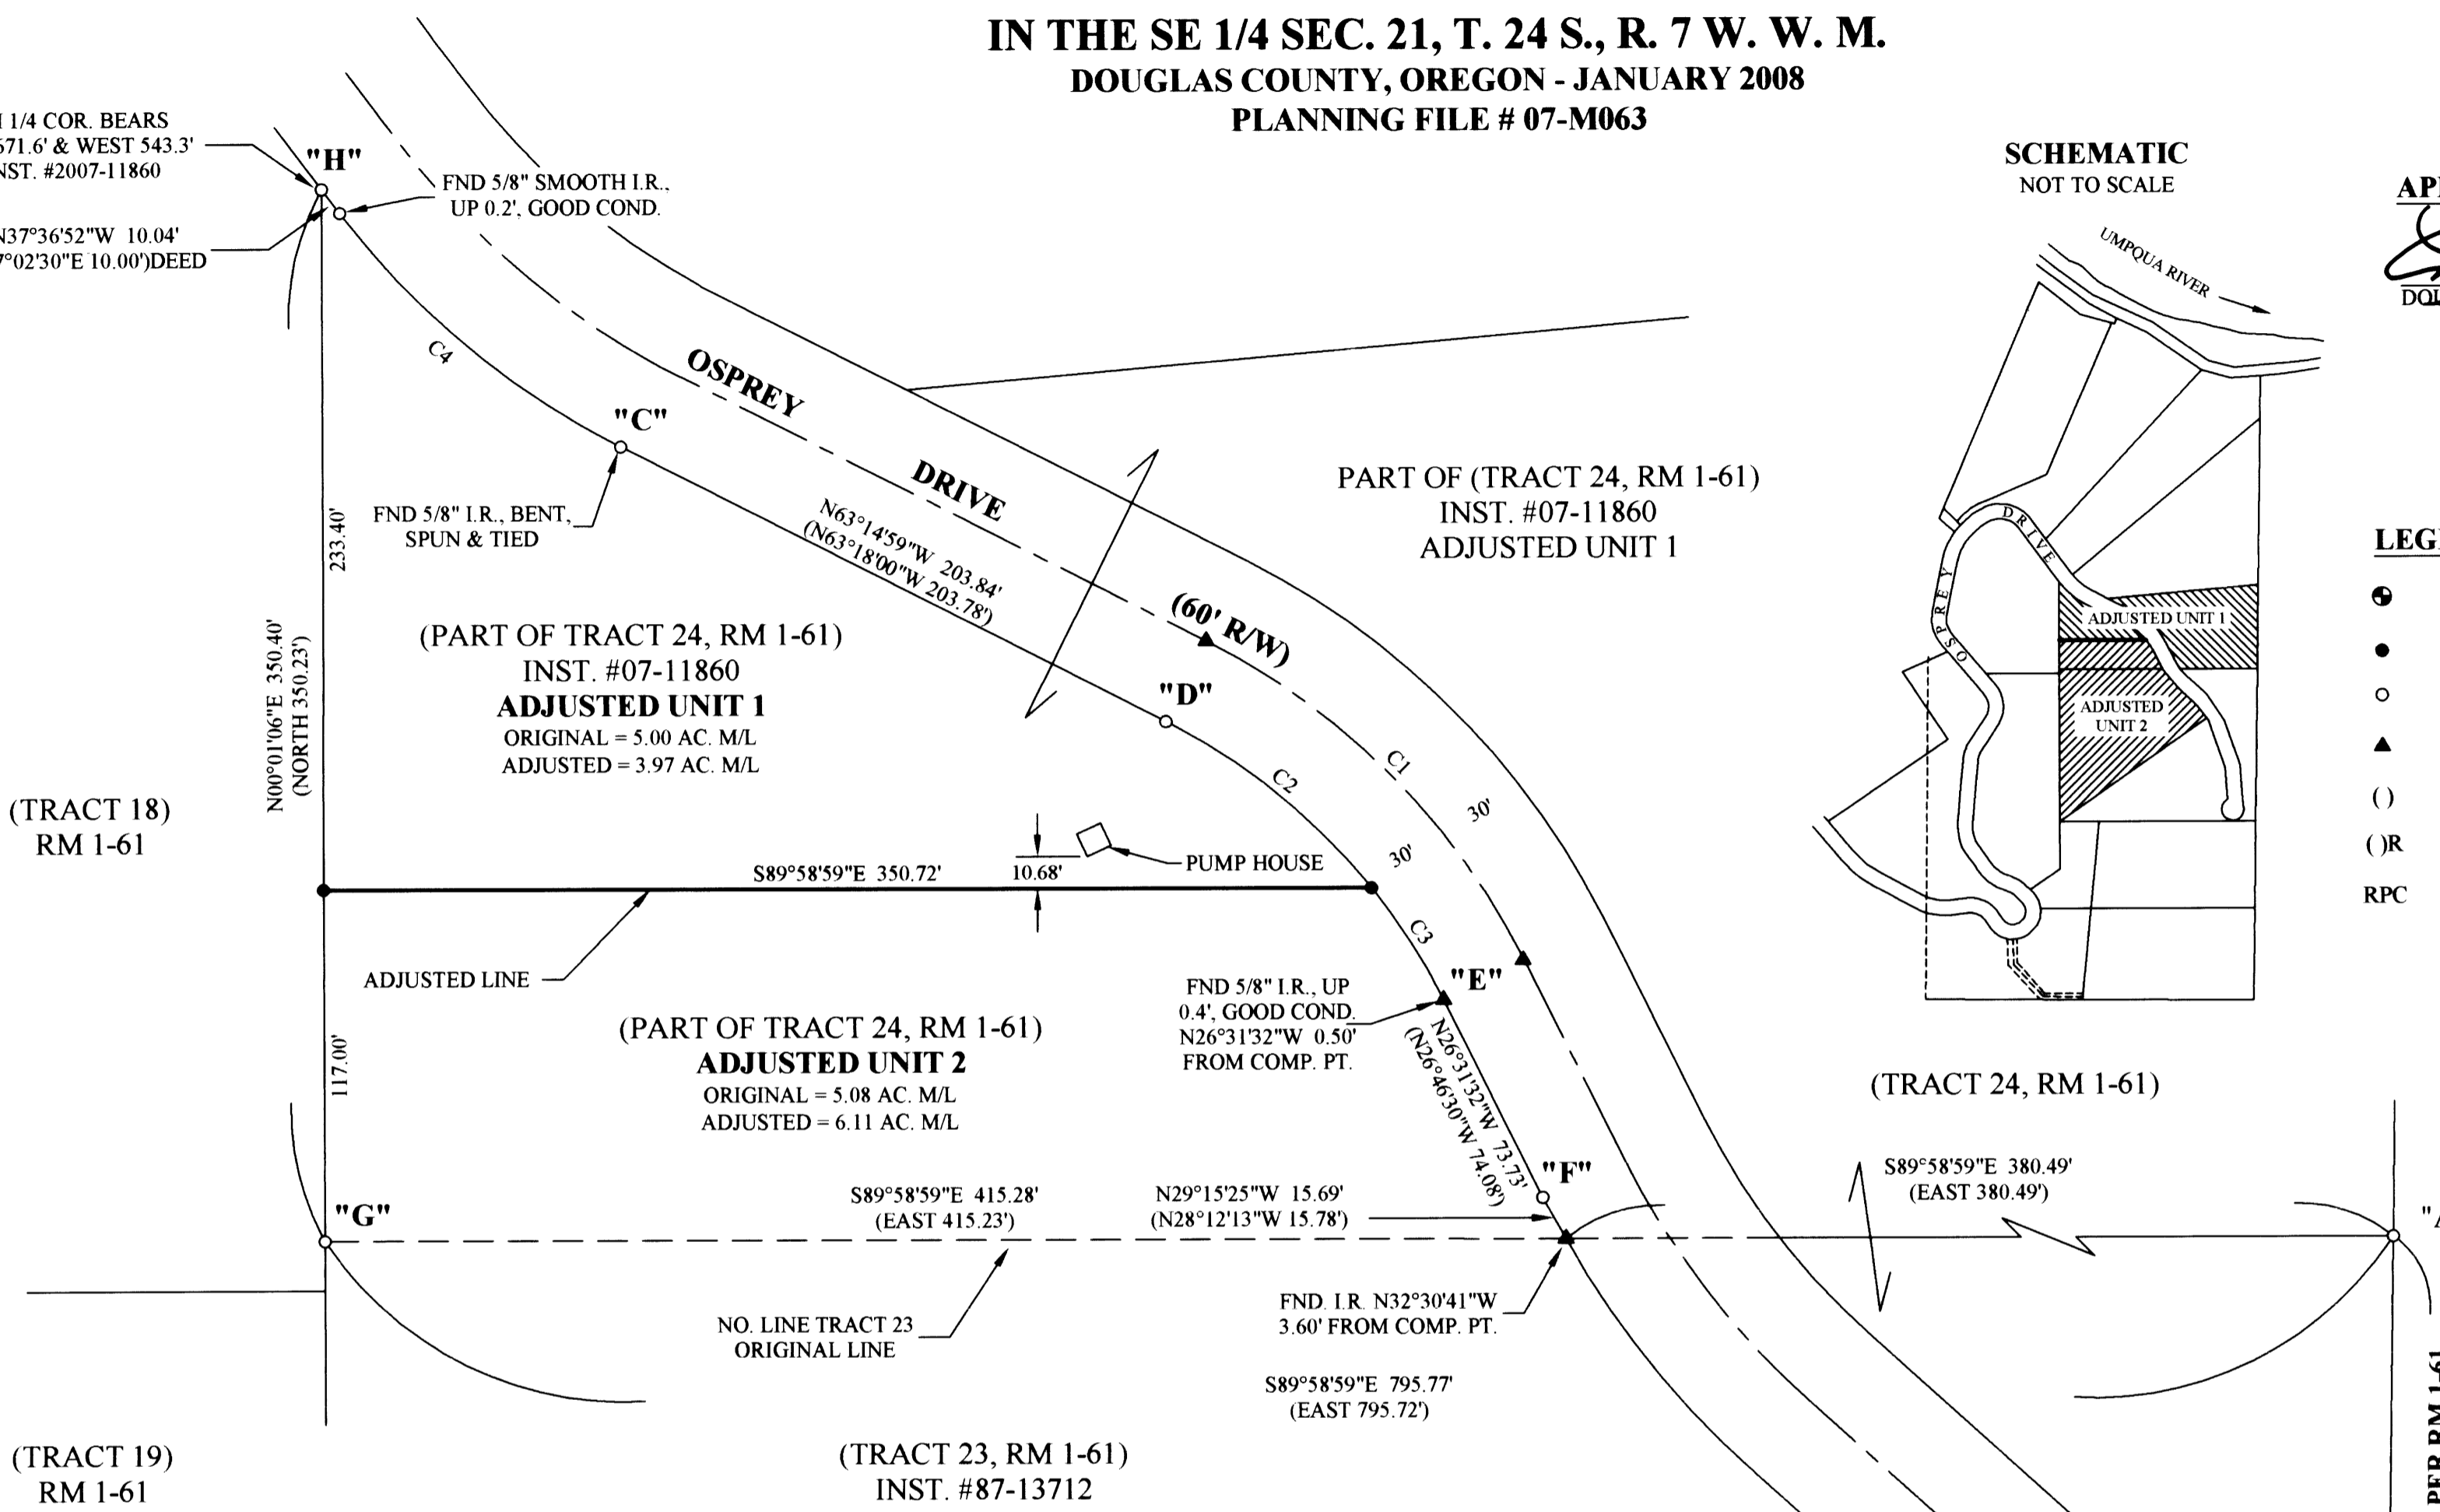 IN THE SE 1/4 SEC. 21, T. 24 S., R. 7 W. W. M.
DOUGLAS COUNTY, OREGON - JANUARY 2008
PLANNING FILE # 07-M063
1/4 COR. BEARS
571.6' & WEST 543.3'
INST. #2007-11860
"H"
FND 5/8" SMOOTH I.R.,
UP 0.2', GOOD COND.
N37°36'52"W 10.04'
7°02'30"E 10.00')DEED
C4
"C"
FND 5/8" I.R., BENT,
SPUN & TIED
OSPREY
DRIVE
(60' R/W)
N63°14'59"W 203.84'
(N63°18'00"W 203.78')
PART OF (TRACT 24, RM 1-61)
INST. #07-11860
ADJUSTED UNIT 1
233.40'
N00°01'06"E 350.40'
(NORTH 350.23')
(PART OF TRACT 24, RM 1-61)
INST. #07-11860
ADJUSTED UNIT 1
ORIGINAL = 5.00 AC. M/L
ADJUSTED = 3.97 AC. M/L
"D"
C2
C1
30'
30'
(TRACT 18)
RM 1-61
S89°58'59"E 350.72'
10.68'
PUMP HOUSE
ADJUSTED LINE
C3
"E"
FND 5/8" I.R., UP
0.4', GOOD COND.
N26°31'32"W 0.50'
FROM COMP. PT.
N26°31'32"W 73.73'
(N26°46'30"W 74.08')
(PART OF TRACT 24, RM 1-61)
ADJUSTED UNIT 2
ORIGINAL = 5.08 AC. M/L
ADJUSTED = 6.11 AC. M/L
117.00'
"G"
S89°58'59"E 415.28'
(EAST 415.23')
N29°15'25"W 15.69'
(N28°12'13"W 15.78')
"F"
NO. LINE TRACT 23
ORIGINAL LINE
FND. I.R. N32°30'41"W
3.60' FROM COMP. PT.
S89°58'59"E 795.77'
(EAST 795.72')
(TRACT 24, RM 1-61)
S89°58'59"E 380.49'
(EAST 380.49')
"A
PER RM 1-61
(TRACT 19)
RM 1-61
(TRACT 23, RM 1-61)
INST. #87-13712
SCHEMATIC
NOT TO SCALE
UMPQUA RIVER
OSPREY DRIVE
ADJUSTED UNIT 1
ADJUSTED
UNIT 2
AP
DOU
LEG
( )
( )R
RPC